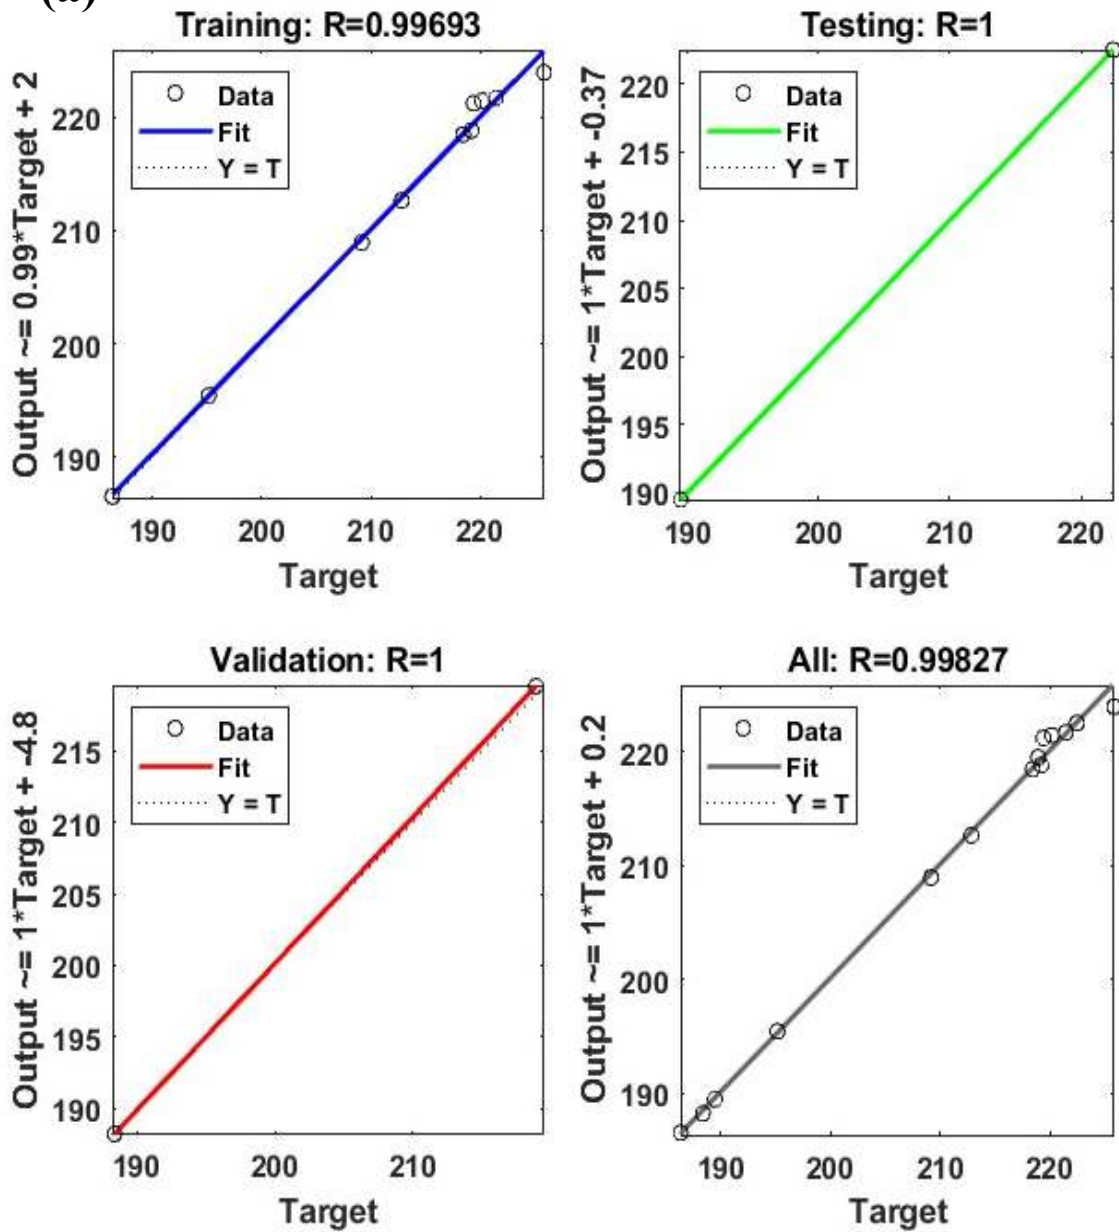 (a)
Training: R=0.99693
Output ~= 0.99*Target + 2
Data
Fit
Y = T
220
210
200
190
190 200 210 220
Target
Testing: R=1
Output ~= 1*Target + -0.37
Data
Fit
Y = T
220
215
210
205
200
195
190
190 200 210 220
Target
Validation: R=1
Output ~= 1*Target + -4.8
Data
Fit
Y = T
215
210
205
200
195
190
190 200 210
Target
All: R=0.99827
Output ~= 1*Target + 0.2
Data
Fit
Y = T
220
210
200
190
190 200 210 220
Target